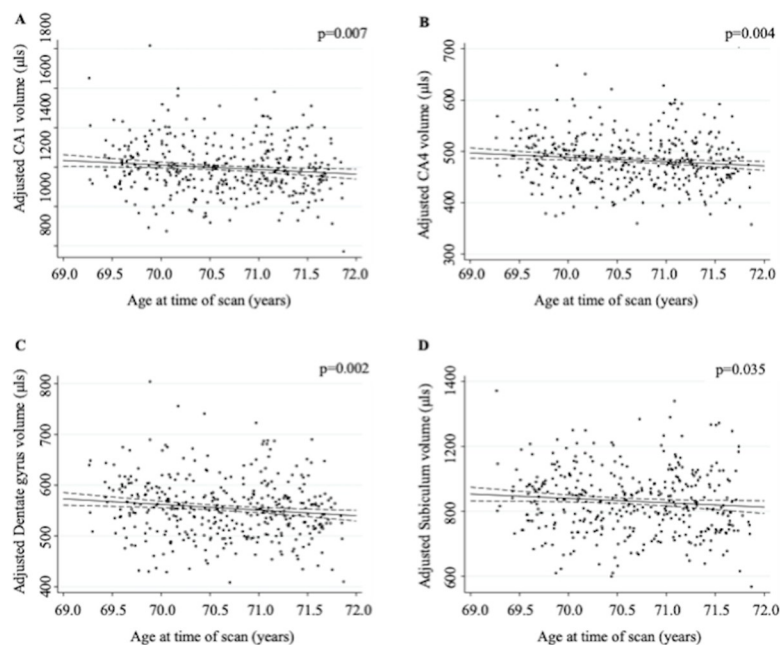 A
p=0.007
Adjusted CA1 volume (μls)
1800
1600
1400
1200
1000
800
69.0 69.5 70.0 70.5 71.0 71.5 72.0
Age at time of scan (years)
B
p=0.004
Adjusted CA4 volume (μls)
700
600
500
400
300
69.0 69.5 70.0 70.5 71.0 71.5 72.0
Age at time of scan (years)
C
p=0.002
Adjusted Dentate gyrus volume (μls)
800
700
600
500
400
69.0 69.5 70.0 70.5 71.0 71.5 72.0
Age at time of scan (years)
D
p=0.035
Adjusted Subiculum volume (μls)
1400
1200
800
600
69.0 69.5 70.0 70.5 71.0 71.5 72.0
Age at time of scan (years)